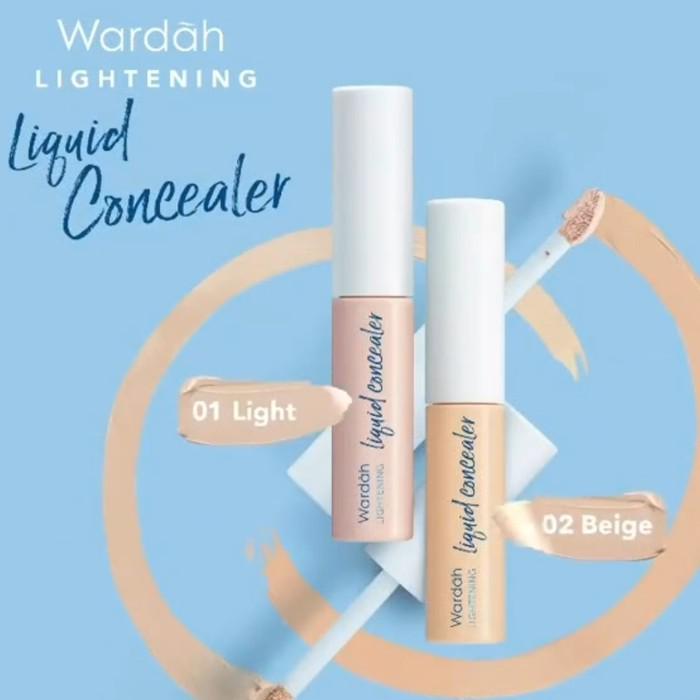 Wardah
LIGHTENING
Liquid
Concealer
01 Light
liquid concealer
Wardah
LIGHTENING
02 Beige
liquid concealer
Wardah
LIGHTENING